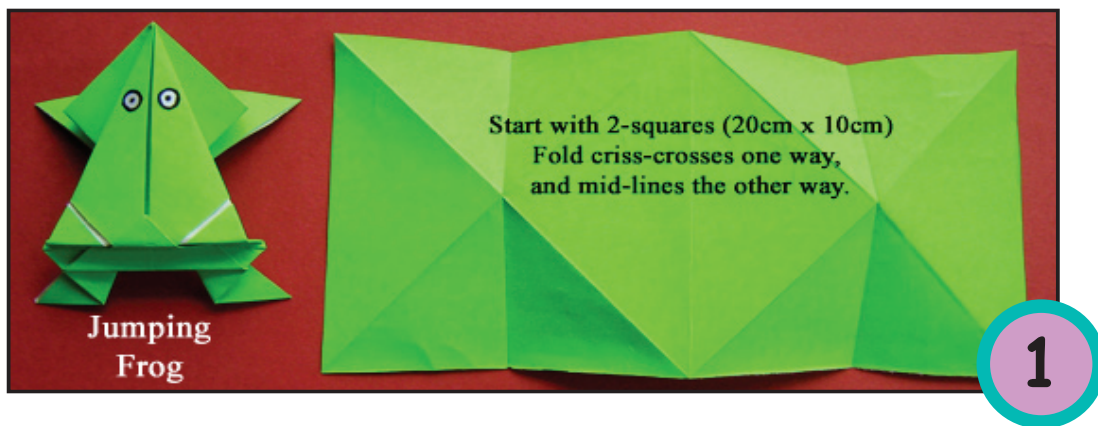 Start with 2-squares (20cm x 10cm)
Fold criss-crosses one way,
and mid-lines the other way.
Jumping
Frog
1